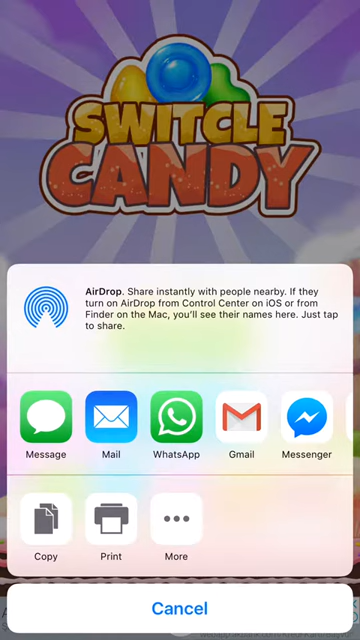 SWITCLE
CANDY
AirDrop. Share instantly with people nearby. If they
turn on AirDrop from Control Center on iOS or from
Finder on the Mac, you'll see their names here. Just tap
to share.
Message
Mail
WhatsApp
Gmail
Messenger
Copy
Print
More
Cancel